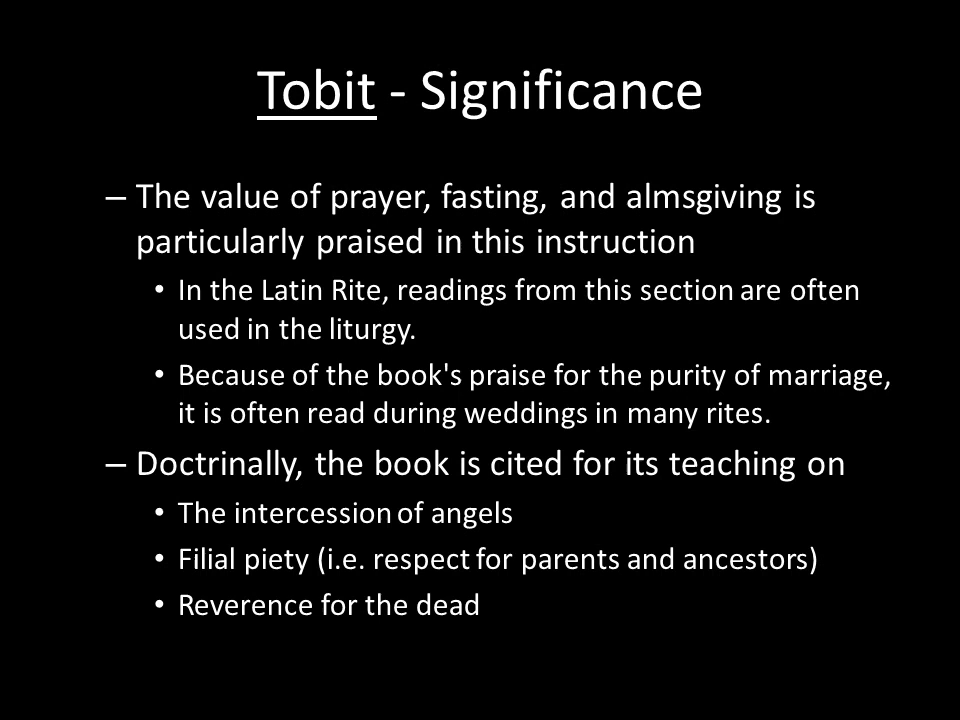 Tobit - Significance
– The value of prayer, fasting, and almsgiving is
particularly praised in this instruction
• In the Latin Rite, readings from this section are often
used in the liturgy.
• Because of the book's praise for the purity of marriage,
it is often read during weddings in many rites.
– Doctrinally, the book is cited for its teaching on
• The intercession of angels
• Filial piety (i.e. respect for parents and ancestors)
• Reverence for the dead